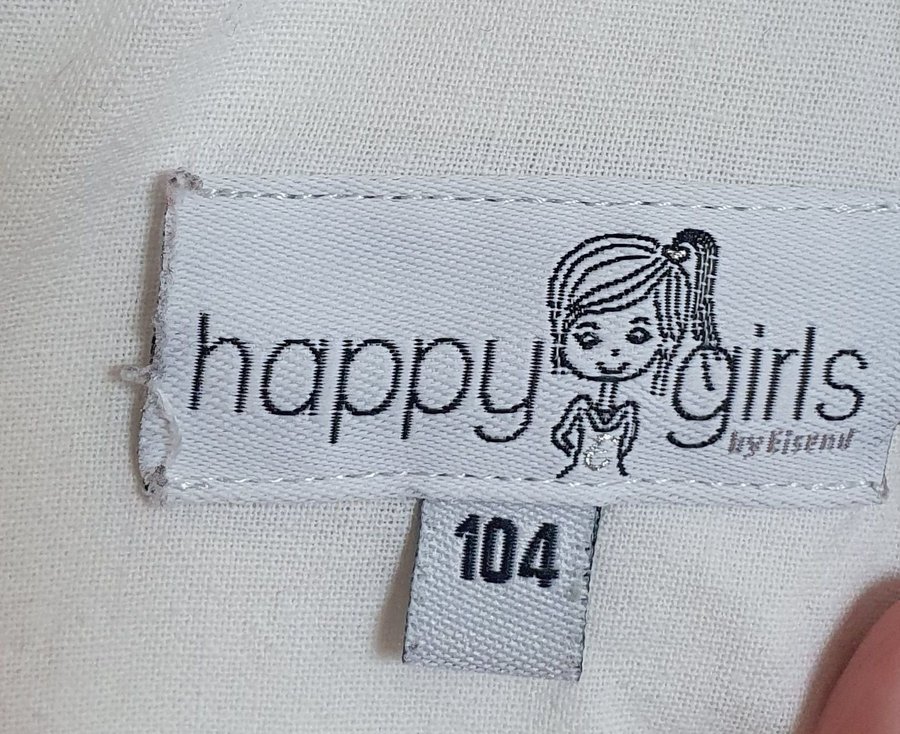 happy girls
by Eisend
104